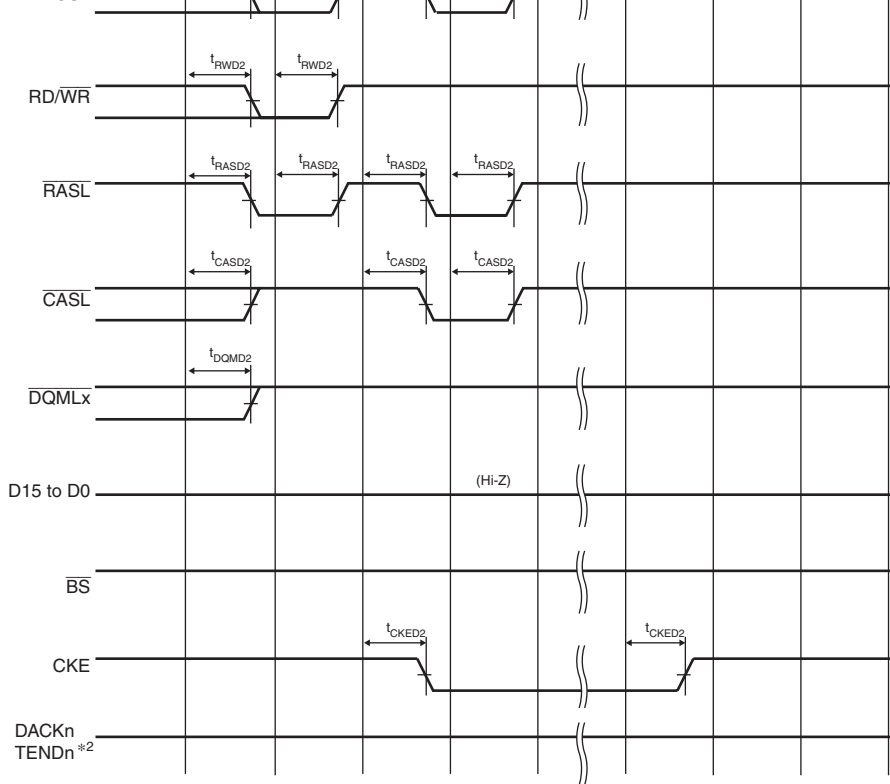 RD/WR
tRWD2 tRWD2
RASL
tRASD2 tRASD2 tRASD2 tRASD2
CASL
tCASD2 tCASD2 tCASD2
DQMLx
tDQMD2
D15 to D0
(Hi-Z)
BS
CKE
tCKED2 tCKED2
DACKn
TENDn *2